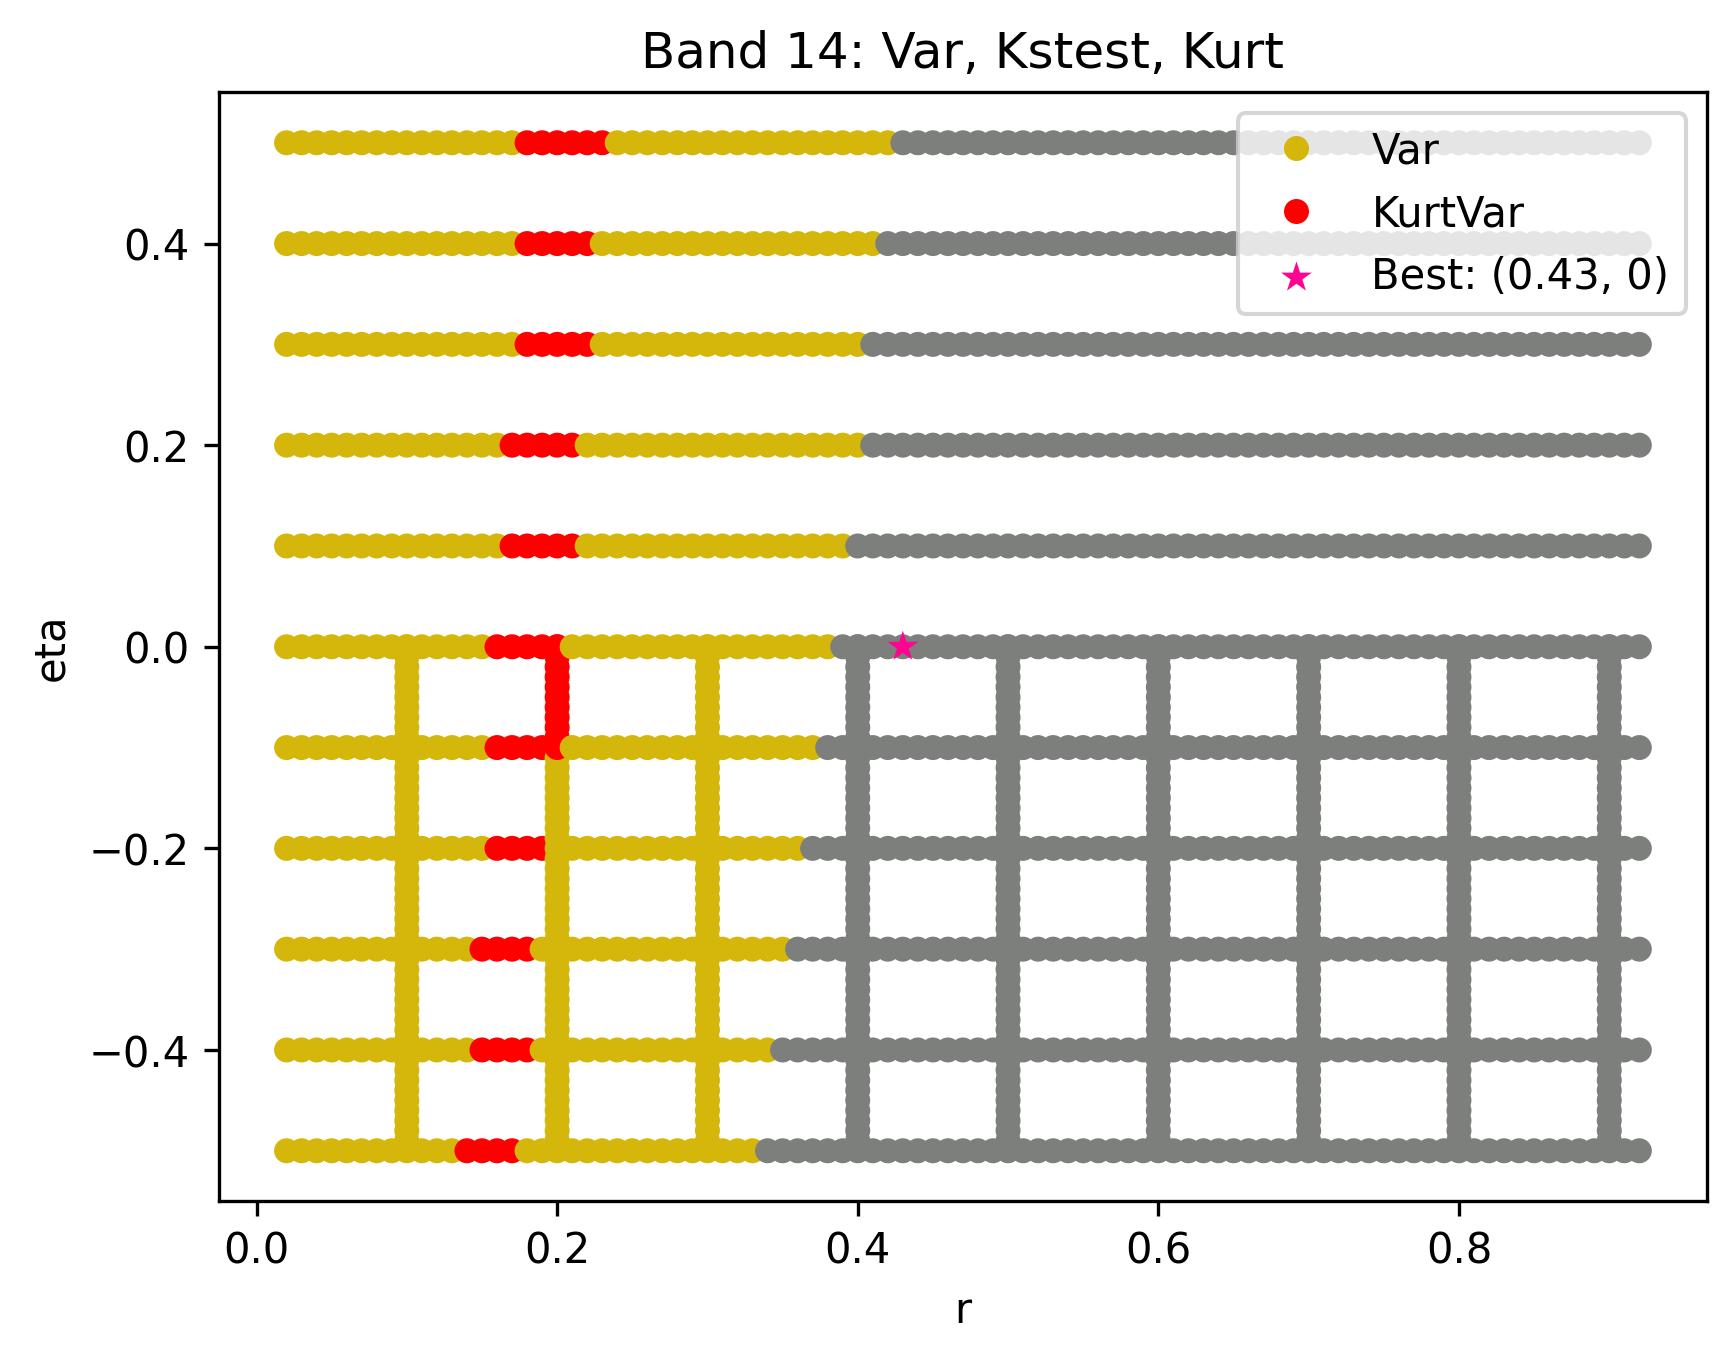 Band 14: Var, Kstest, Kurt
Var
KurtVar
Best: (0.43, 0)
eta
0.4
0.2
0.0
−0.2
−0.4
0.0 0.2 0.4 0.6 0.8
r